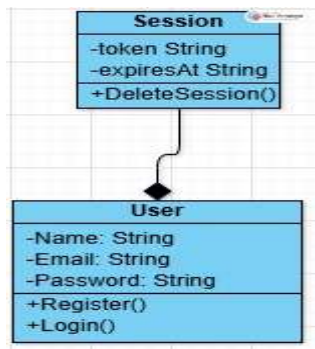 Session
-token String
-expiresAt String
+DeleteSession()
User
-Name: String
-Email: String
-Password: String
+Register()
+Login()